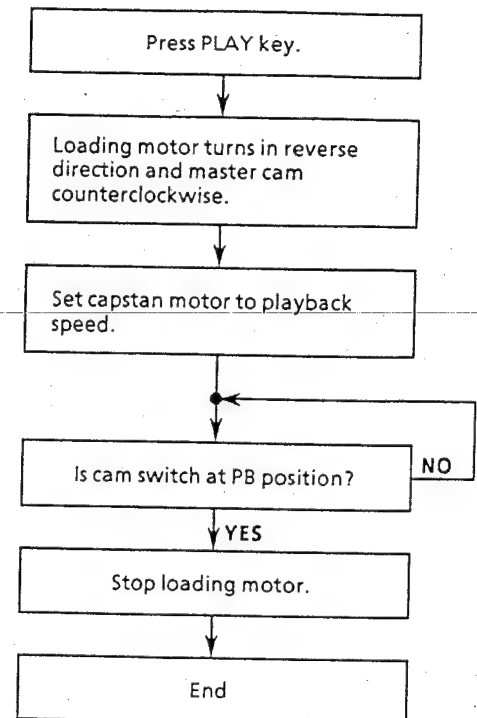 Press PLAY key.
Loading motor turns in reverse
direction and master cam
counterclockwise.
Set capstan motor to playback
speed.
Is cam switch at PB position?
NO
YES
Stop loading motor.
End